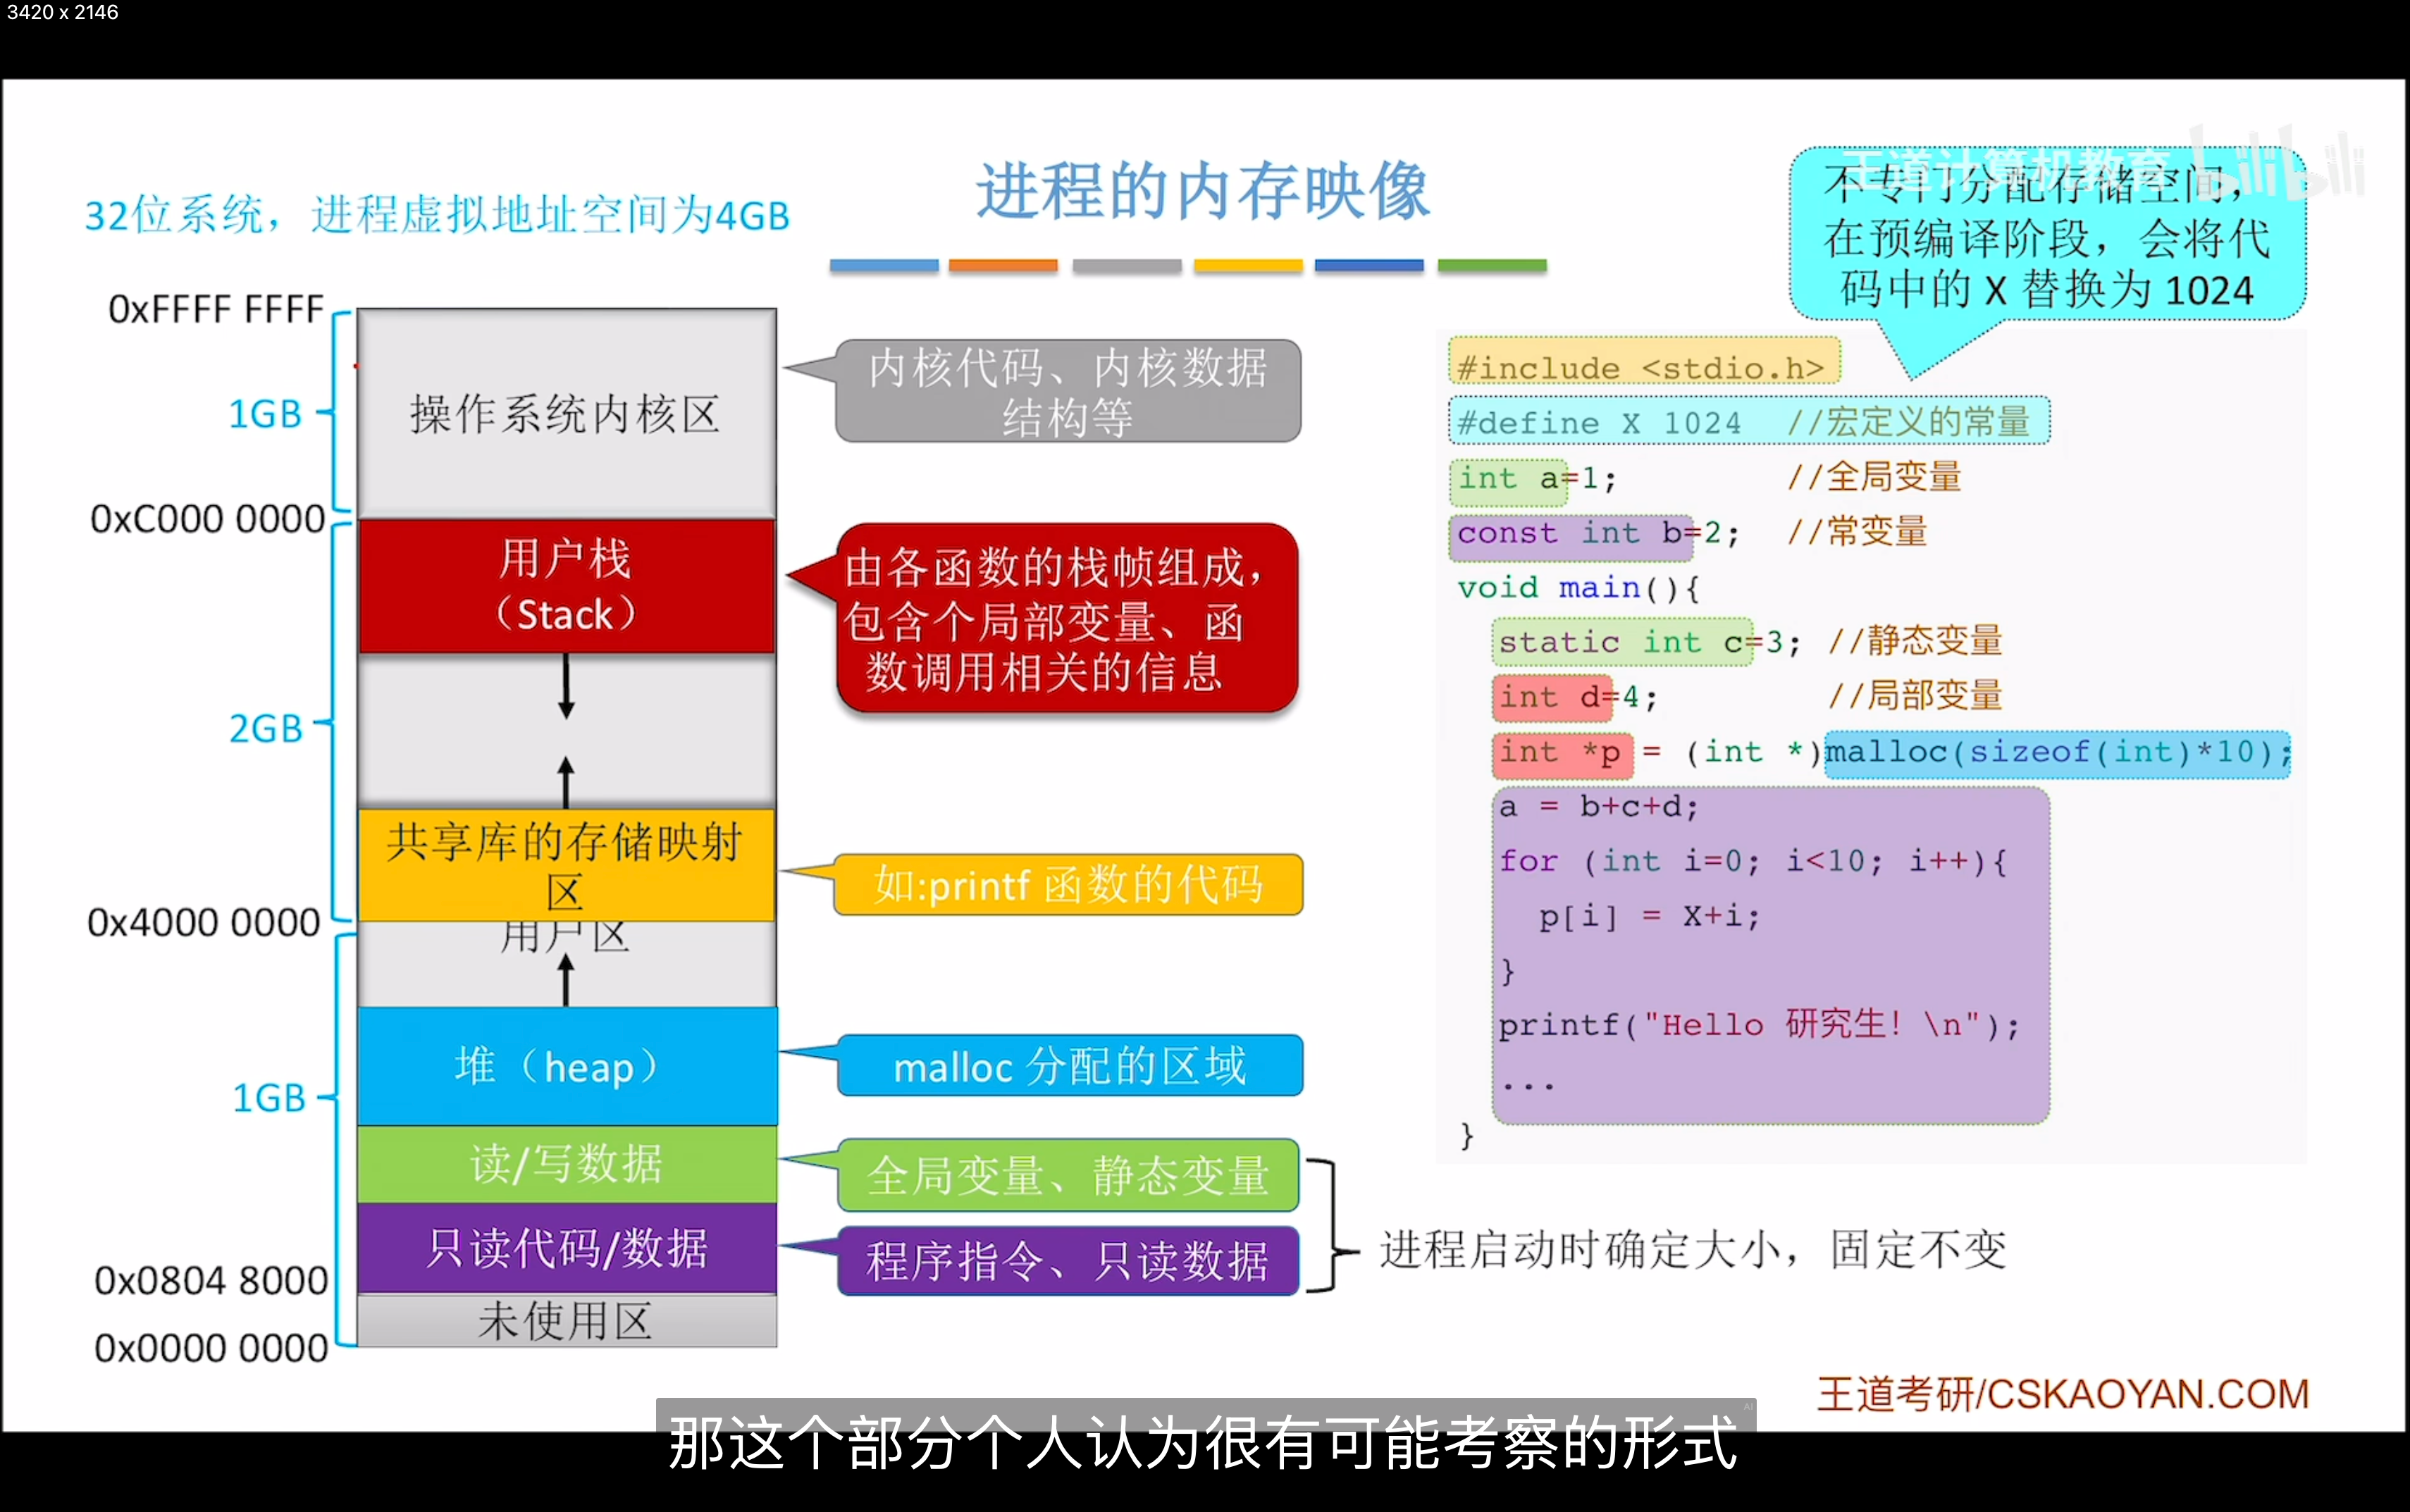 3420 x 2146
王道计算机教育 bilibili
进程的内存映像
32位系统，进程虚拟地址空间为4GB
不专门分配存储空间，
在预编译阶段，会将代
码中的 X 替换为 1024
0xFFFF FFFF
1GB
操作系统内核区
内核代码、内核数据
结构等
0xC000 0000
用户栈
（Stack）
由各函数的栈帧组成，
包含个局部变量、函
数调用相关的信息
2GB
共享库的存储映射
区
如:printf 函数的代码
0x4000 0000
用户区
1GB
堆（heap）
malloc 分配的区域
读/写数据
全局变量、静态变量
只读代码/数据
程序指令、只读数据
进程启动时确定大小，固定不变
0x0804 8000
未使用区
0x0000 0000
#include <stdio.h>
#define X 1024 //宏定义的常量
int a=1; //全局变量
const int b=2; //常变量
void main(){
static int c=3; //静态变量
int d=4; //局部变量
int *p = (int *)malloc(sizeof(int)*10);
a = b+c+d;
for (int i=0; i<10; i++){
p[i] = X+i;
}
printf("Hello 研究生！\n");
...
}
王道考研/CSKAOYAN.COM
AI
那这个部分个人认为很有可能考察的形式